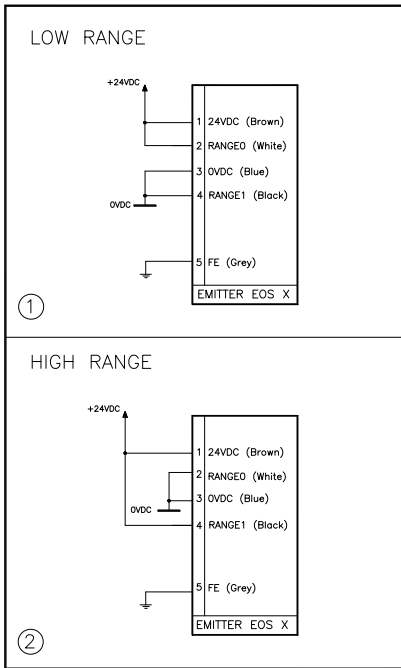 LOW RANGE
+24VDC
1 24VDC (Brown)
2 RANGE0 (White)
3 0VDC (Blue)
0VDC
4 RANGE1 (Black)
5 FE (Grey)
EMITTER EOS X
1
HIGH RANGE
+24VDC
1 24VDC (Brown)
2 RANGE0 (White)
3 0VDC (Blue)
0VDC
4 RANGE1 (Black)
5 FE (Grey)
EMITTER EOS X
2